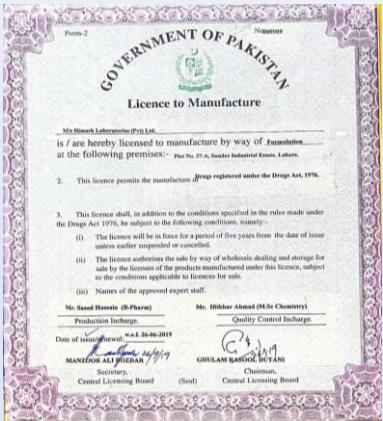 Form-2
GOVERNMENT OF PAKISTAN
Licence to Manufacture
M/s Himark Laboratories (Pvt) Ltd.
is / are hereby licensed to manufacture by way of Formulation
at the following premises:- Plot No. 37-A, Sunder Industrial Estate, Lahore.
2. This licence permits the manufacture of Drugs registered under the Drugs Act, 1976.
3. This licence shall, in addition to the conditions specified in the rules made under
the Drugs Act 1976, be subject to the following conditions, namely:-
(i) The licence will be in force for a period of five years from the date of issue
unless earlier suspended or cancelled.
(ii) The licence authorises the sale by way of wholesale dealing and storage for
sale by the licensee of the products manufactured under this licence, subject
to the conditions applicable to licences for sale.
(iii) Names of the approved expert staff.
Mr. Saeed Hussain (B-Pharm) Mr. Iftikhar Ahmad (M.Sc Chemistry)
Production Incharge. Quality Control Incharge.
Date of issue/renewal: w.e.f. 26-06-2019
MANZOOR ALI BOZDAR GHULAM RASOOL DUTANI
Secretary, Chairman,
Central Licensing Board (Seal) Central Licensing Board